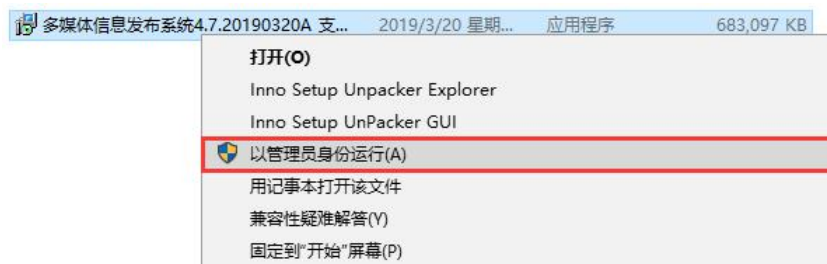 多媒体信息发布系统4.7.20190320A 支... 2019/3/20 星期... 应用程序 683,097 KB
打开(O)
Inno Setup Unpacker Explorer
Inno Setup UnPacker GUI
以管理员身份运行(A)
用记事本打开该文件
兼容性疑难解答(Y)
固定到"开始"屏幕(P)